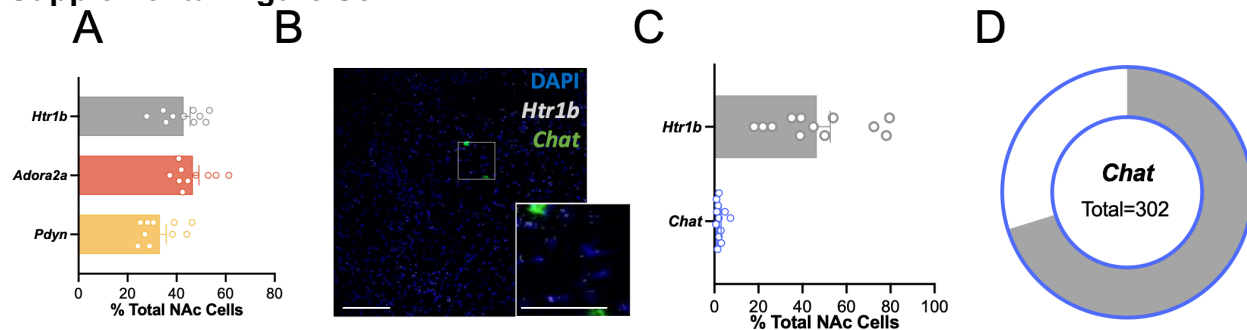 A
B
C
D
Htr1b
Adora2a
Pdyn
0 20 40 60 80
% Total NAc Cells
DAPI
Htr1b
Chat
Htr1b
Chat
0 20 40 60 80 100
% Total NAc Cells
Chat
Total=302